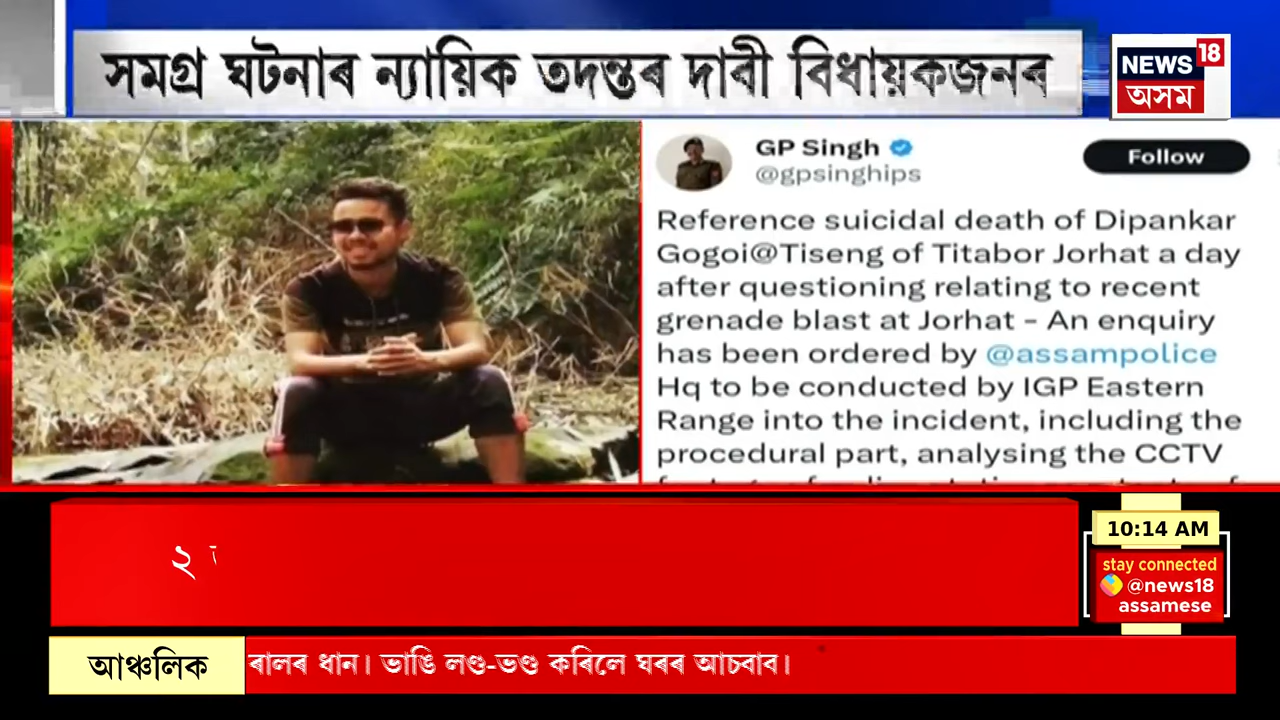 সমগ্ৰ ঘটনাৰ ন্যায়িক তদন্তৰ দাবী বিধায়কজনৰ
NEWS 18
অসম
GP Singh
@gpsinghips
Follow
Reference suicidal death of Dipankar
Gogoi@Tiseng of Titabor Jorhat a day
after questioning relating to recent
grenade blast at Jorhat – An enquiry
has been ordered by @assampolice
Hq to be conducted by IGP Eastern
Range into the incident, including the
procedural part, analysing the CCTV
২
10:14 AM
stay connected
@news18
assamese
আঞ্চলিক
ৰালৰ ধান। ভাঙি লণ্ড-ভণ্ড কৰিলে ঘৰৰ আচবাব।